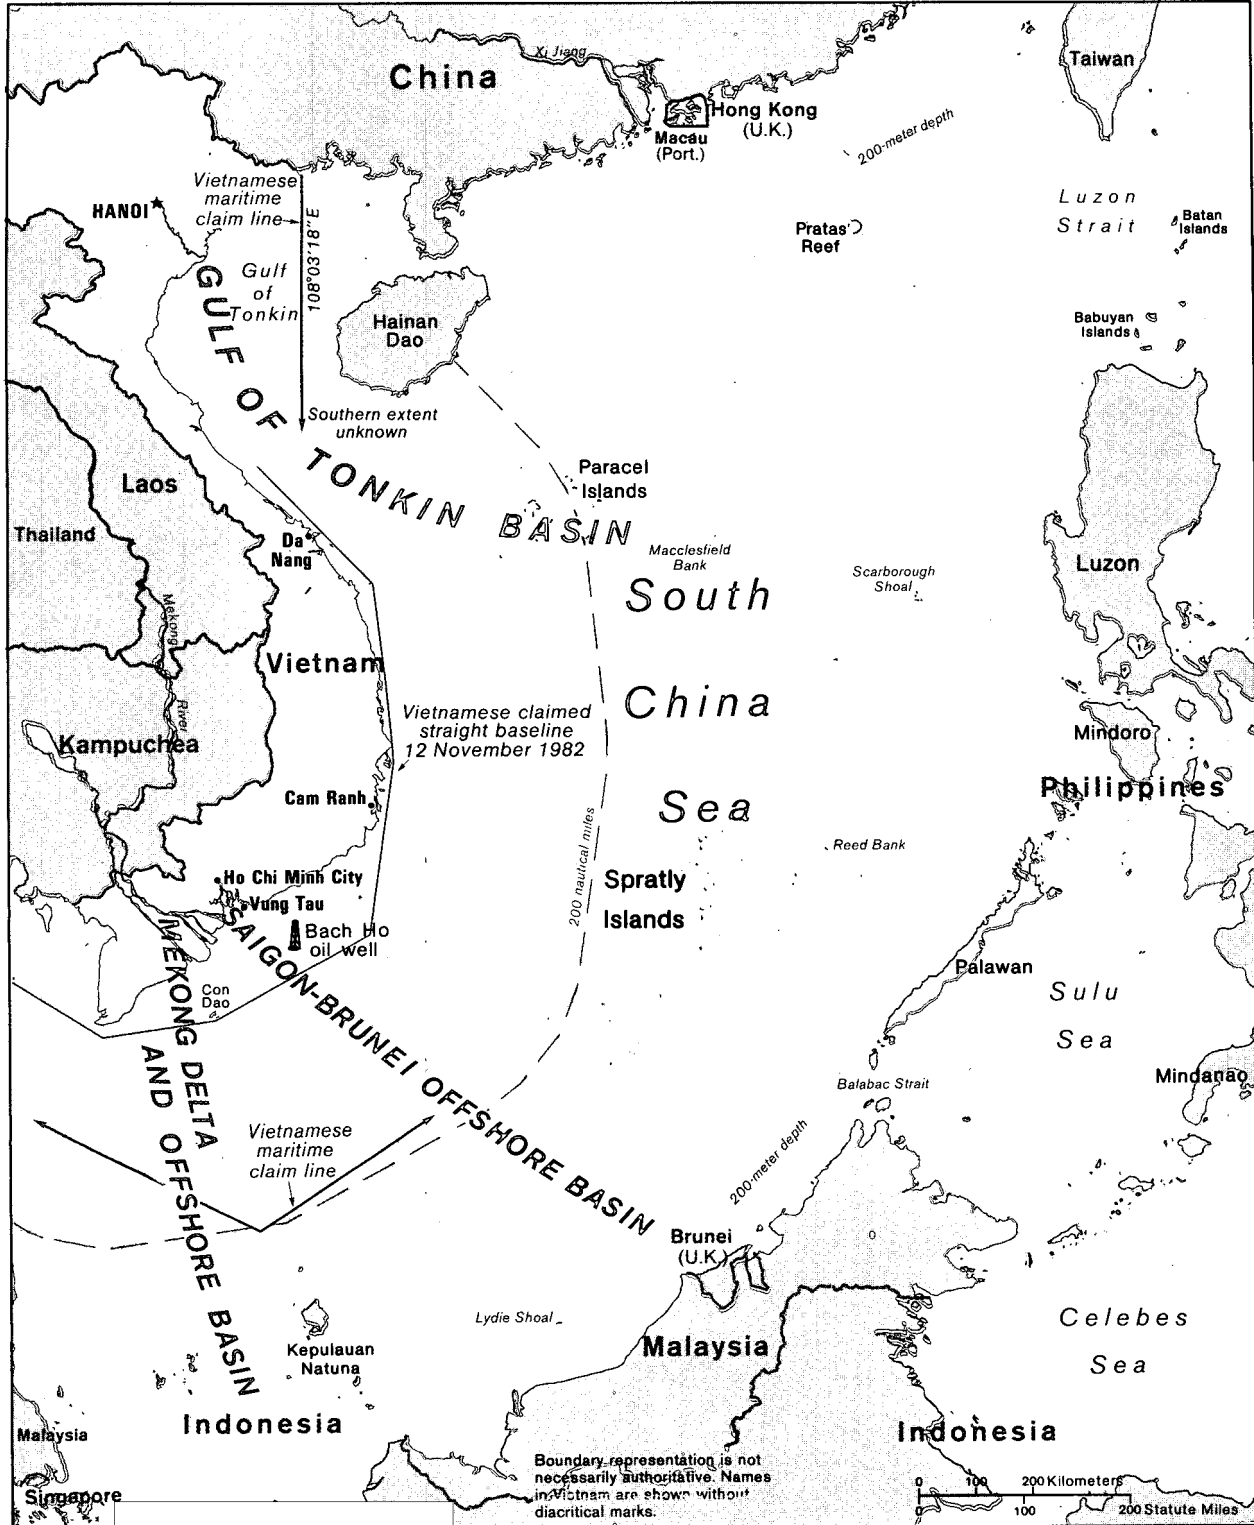 Xi Jiang
China
Taiwan
Hong Kong
(U.K.)
Macau
(Port.)
200-meter depth
Vietnamese
maritime
claim line
HANOI
108°03'18"E
Luzon
Strait
Batan
Islands
Pratas
Reef
Gulf
of
Tonkin
Hainan
Dao
Babuyan
Islands
GULF OF TONKIN BASIN
Southern extent
unknown
Paracel
Islands
Laos
Thailand
Da
Nang
Macclesfield
Bank
Scarborough
Shoal
Luzon
South
China
Sea
Mekong
River
Vietnam
Vietnamese claimed
straight baseline
12 November 1982
Kampuchea
Mindoro
Philippines
Cam Ranh
200 nautical miles
Reed Bank
Ho Chi Minh City
Vung Tau
Spratly
Islands
Bach Ho
oil well
Palawan
Con
Dao
Sulu
Sea
SAIGON-BRUNEI OFFSHORE BASIN
MEKONG DELTA
AND OFFSHORE BASIN
Mindanao
Balabac Strait
Vietnamese
maritime
claim line
200-meter depth
Brunei
(U.K.)
Lydie Shoal
Celebes
Sea
Kepulauan
Natuna
Malaysia
Indonesia
Indonesia
Malaysia
Singapore
Boundary representation is not
necessarily authoritative. Names
in Vietnam are shown without
diacritical marks.
0 100 200 Kilometers
0 100 200 Statute Miles